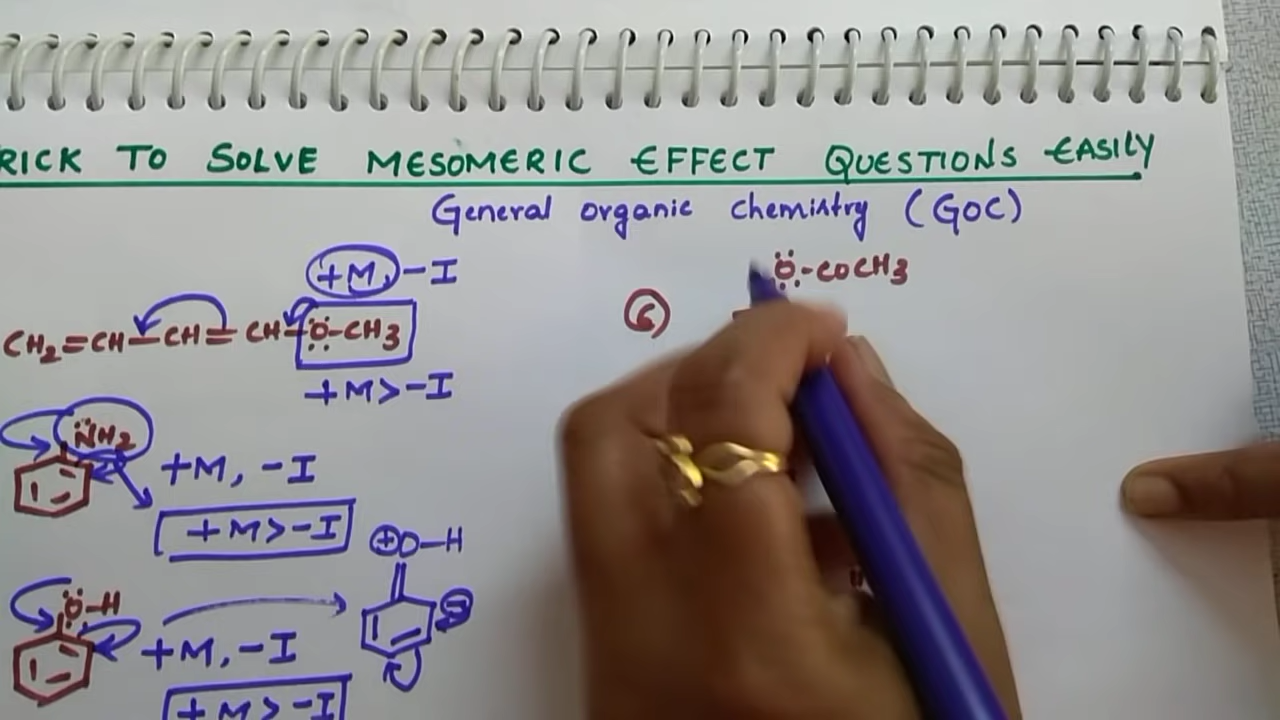 RICK TO SOLVE MESOMERIC EFFECT QUESTIONS EASILY
General organic chemistry (GOC)
+M, -I
CH2=CH-CH=CH-O-CH3
+M>-I
NH2
+M, -I
+M>-I
O-H
+M, -I
+M>-I
⊕O-H
⊖
6
O-COCH3